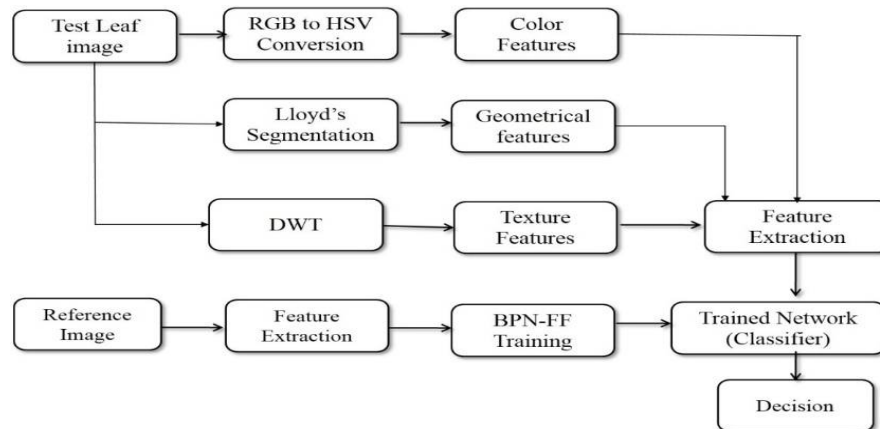 Test Leaf
image
RGB to HSV
Conversion
Color
Features
Lloyd's
Segmentation
Geometrical
features
DWT
Texture
Features
Feature
Extraction
Reference
Image
Feature
Extraction
BPN-FF
Training
Trained Network
(Classifier)
Decision